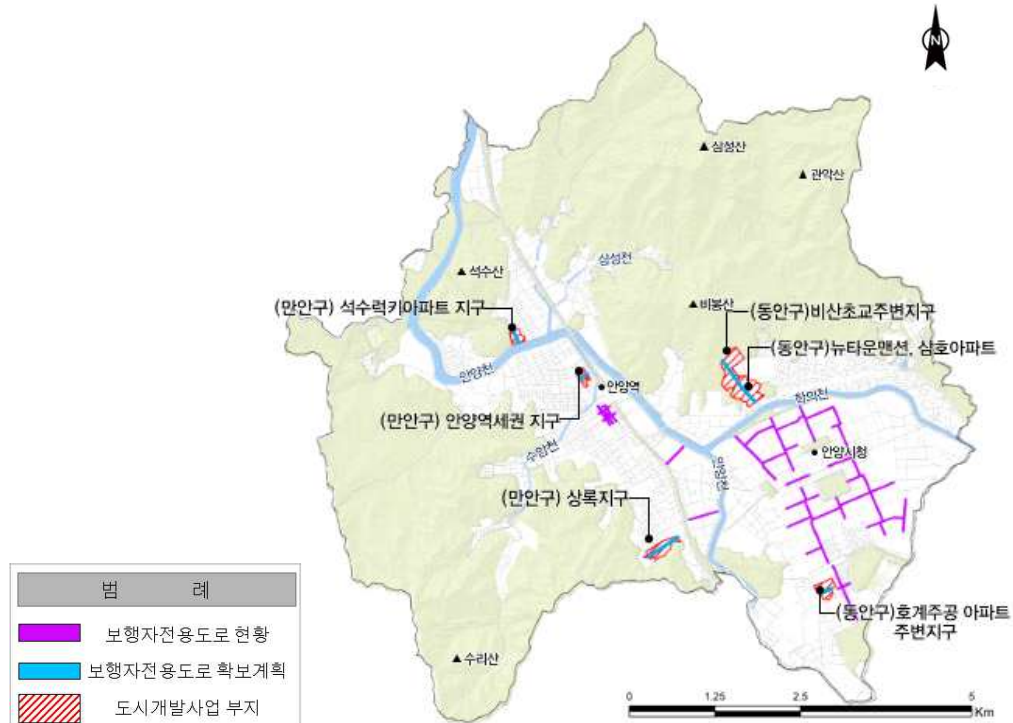 N
▲ 삼성산
▲ 관악산
▲ 석수산
삼성천
(만안구) 석수럭키아파트 지구
▲ 비봉산
(동안구)비산초교주변지구
(동안구)뉴타운맨션, 삼호아파트
안양천
안양역
학의천
(만안구) 안양역세권 지구
수암천
안양천
안양시청
(만안구) 상록지구
(동안구)호계주공 아파트
주변지구
▲ 수리산
범 례
보행자전용도로 현황
보행자전용도로 확보계획
도시개발사업 부지
0 1.25 2.5 5
Km